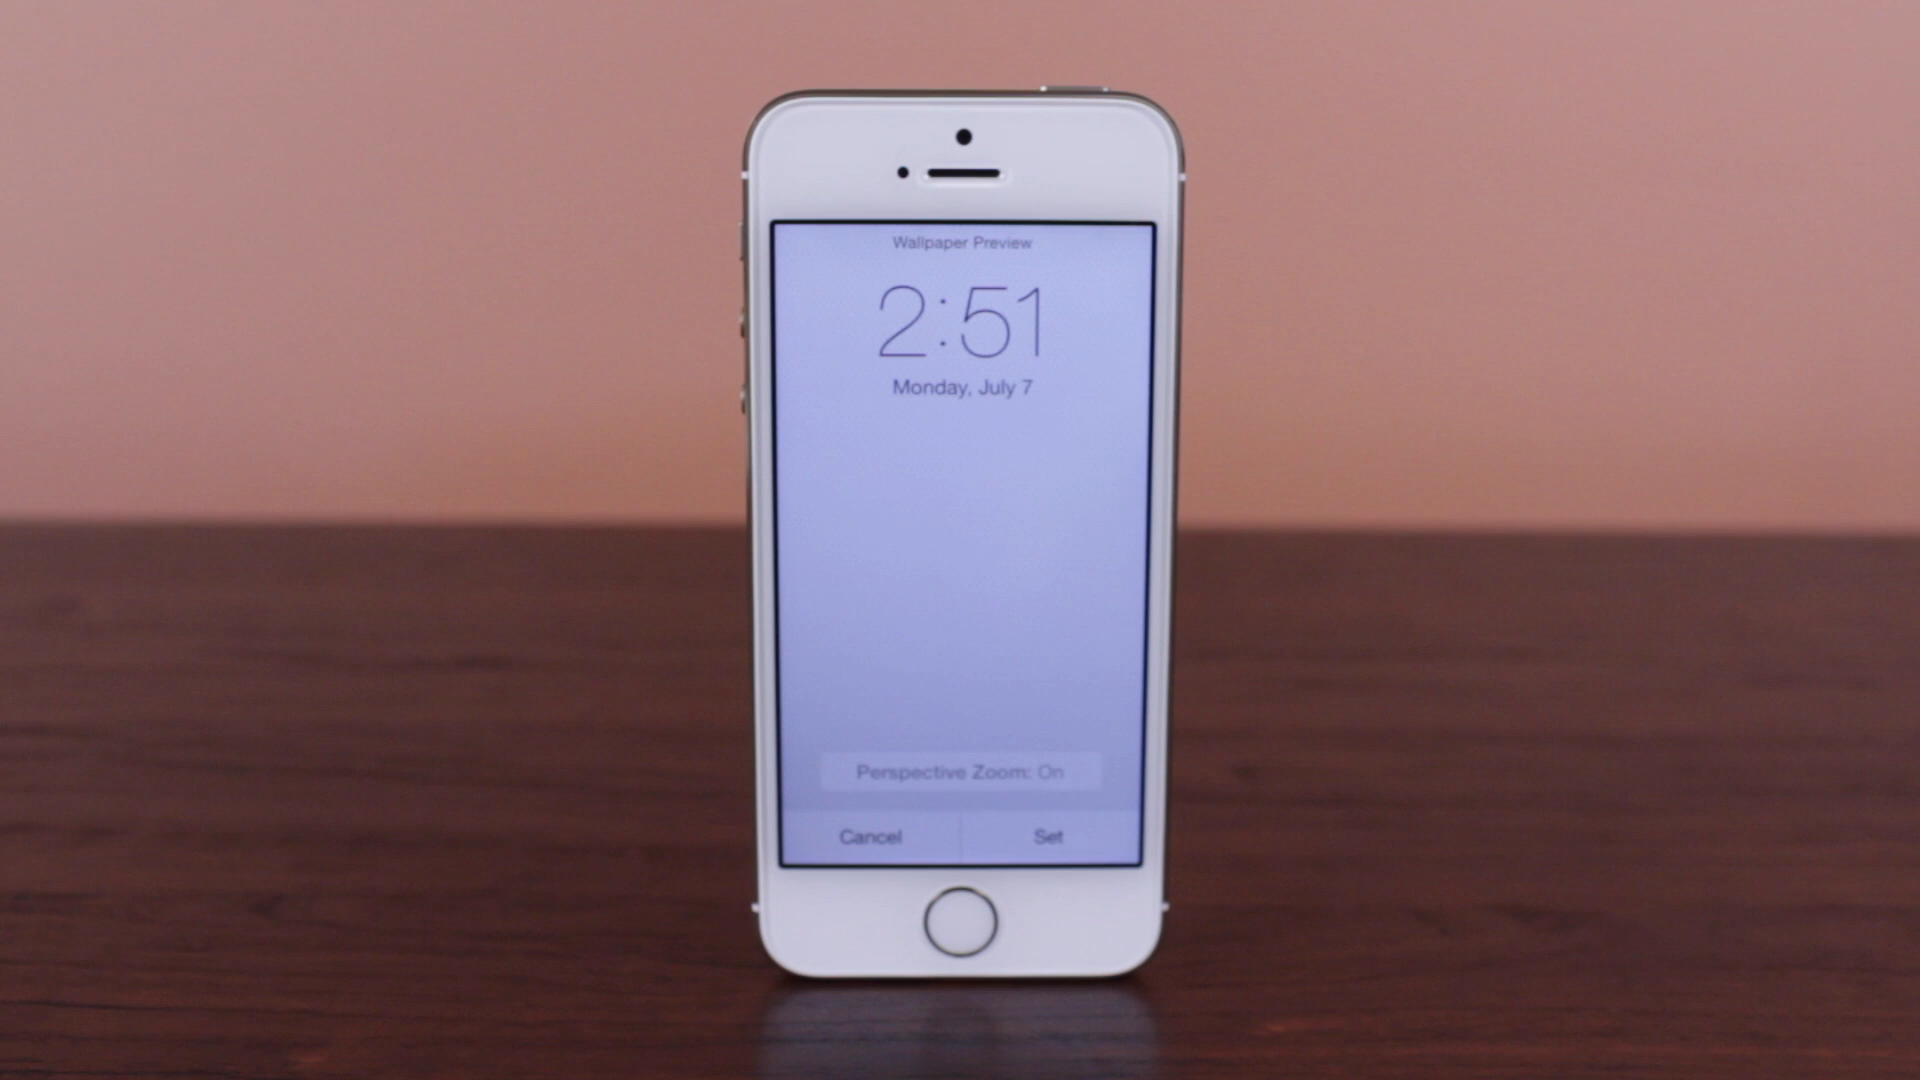 Wallpaper Preview
2:51
Monday, July 7
Perspective Zoom: On
Cancel Set